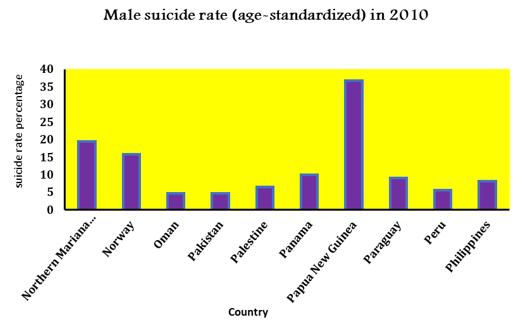 Male suicide rate (age-standardized) in 2010
suicide rate percentage
40
35
30
25
20
15
10
5
0
Northern Mariana...
Norway
Oman
Pakistan
Palestine
Panama
Papua New Guinea
Paraguay
Peru
Philippines
Country